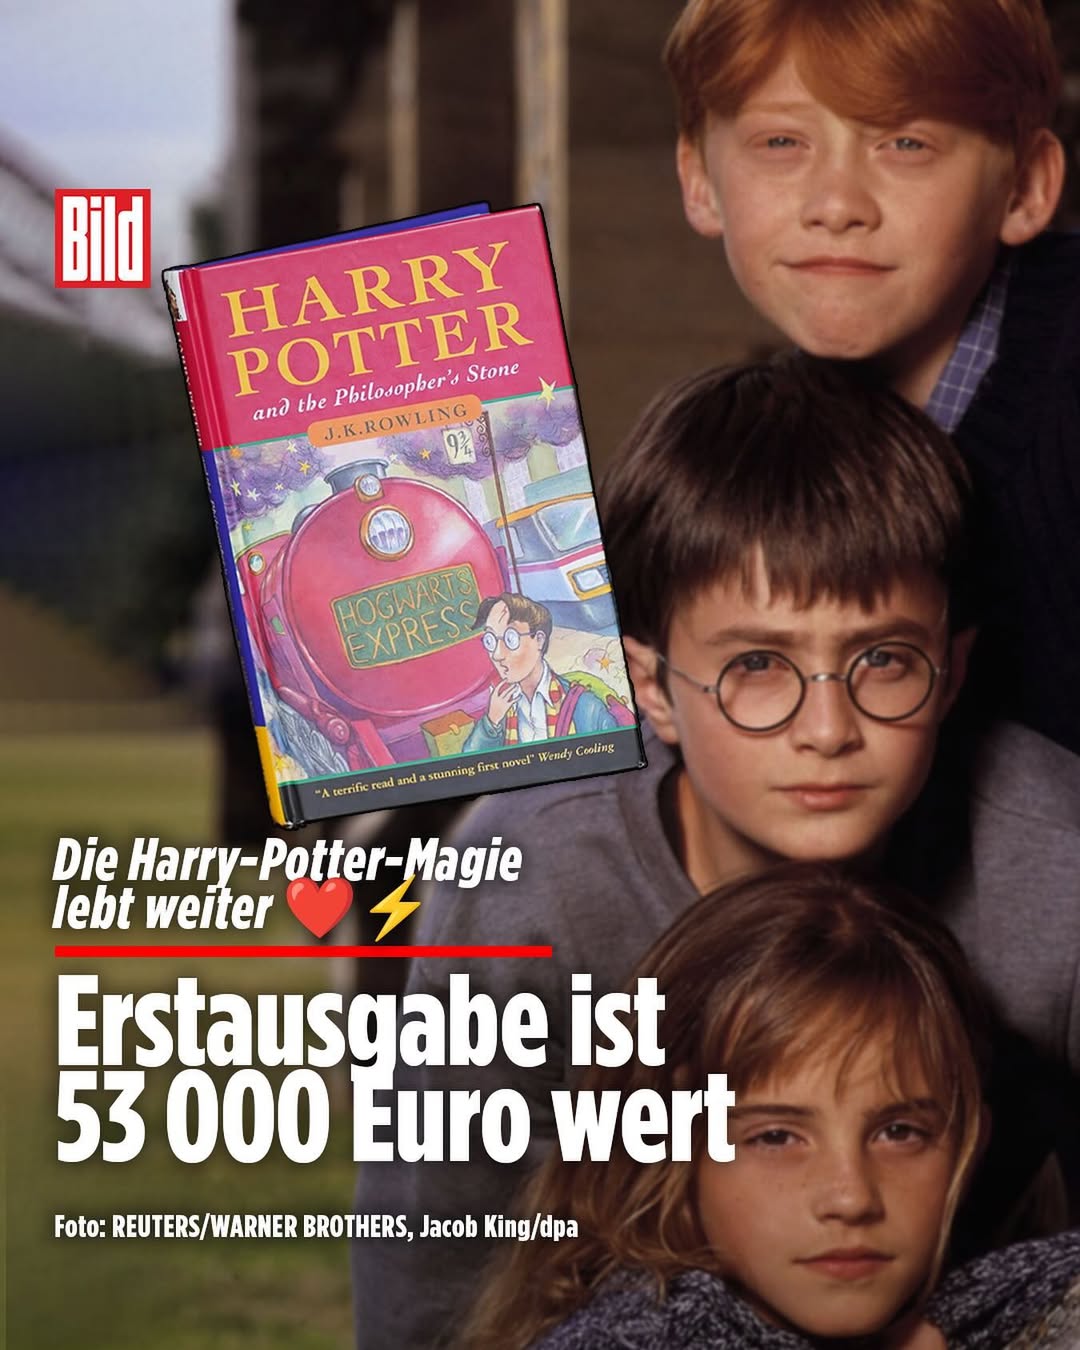 Bild
HARRY
POTTER
and the Philosopher's Stone
J.K.ROWLING
9¾
HOGWARTS
EXPRESS
"A terrific read and a stunning first novel" Wendy Cooling
Die Harry-Potter-Magie
lebt weiter ❤️⚡
Erstausgabe ist
53 000 Euro wert
Foto: REUTERS/WARNER BROTHERS, Jacob King/dpa